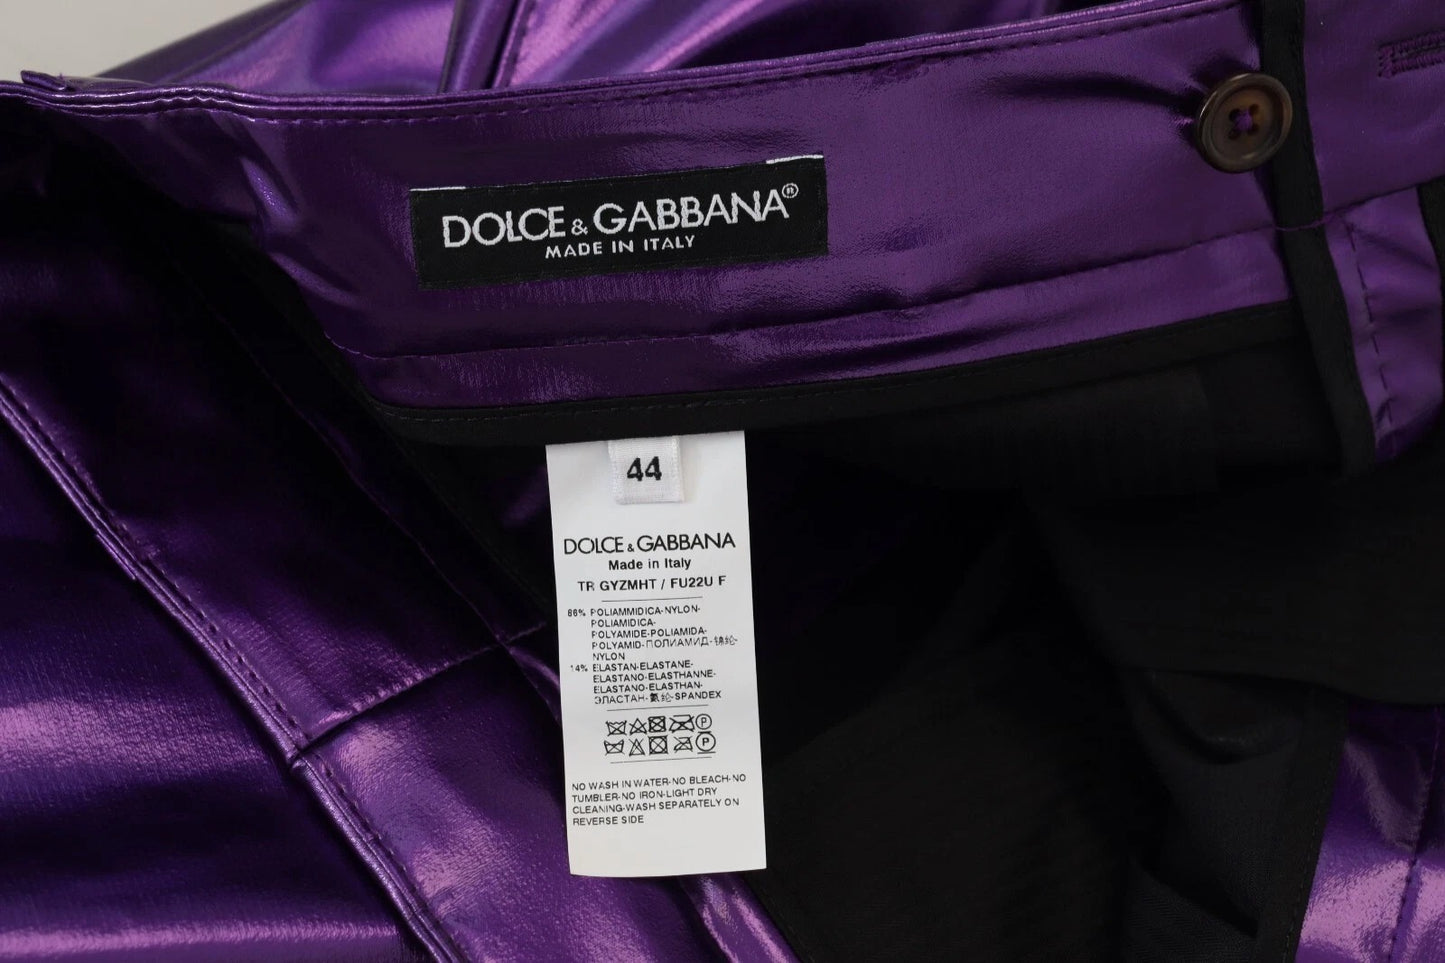 DOLCE & GABBANA®
MADE IN ITALY
44
DOLCE & GABBANA
Made in Italy
TR GYZMHT / FU22U F
86% POLIAMMIDICA-NYLON-
POLIAMIDICA-
POLYAMIDE-POLIAMIDA-
POLYAMID-ПОЛИАМИД-锦纶-
NYLON
14% ELASTAN-ELASTANE-
ELASTANO-ELASTHANNE-
ELASTANO-ELASTHAN-
ЭЛАСТАН-氨纶-SPANDEX
P
P
NO WASH IN WATER-NO BLEACH-NO
TUMBLER-NO IRON-LIGHT DRY
CLEANING-WASH SEPARATELY ON
REVERSE SIDE